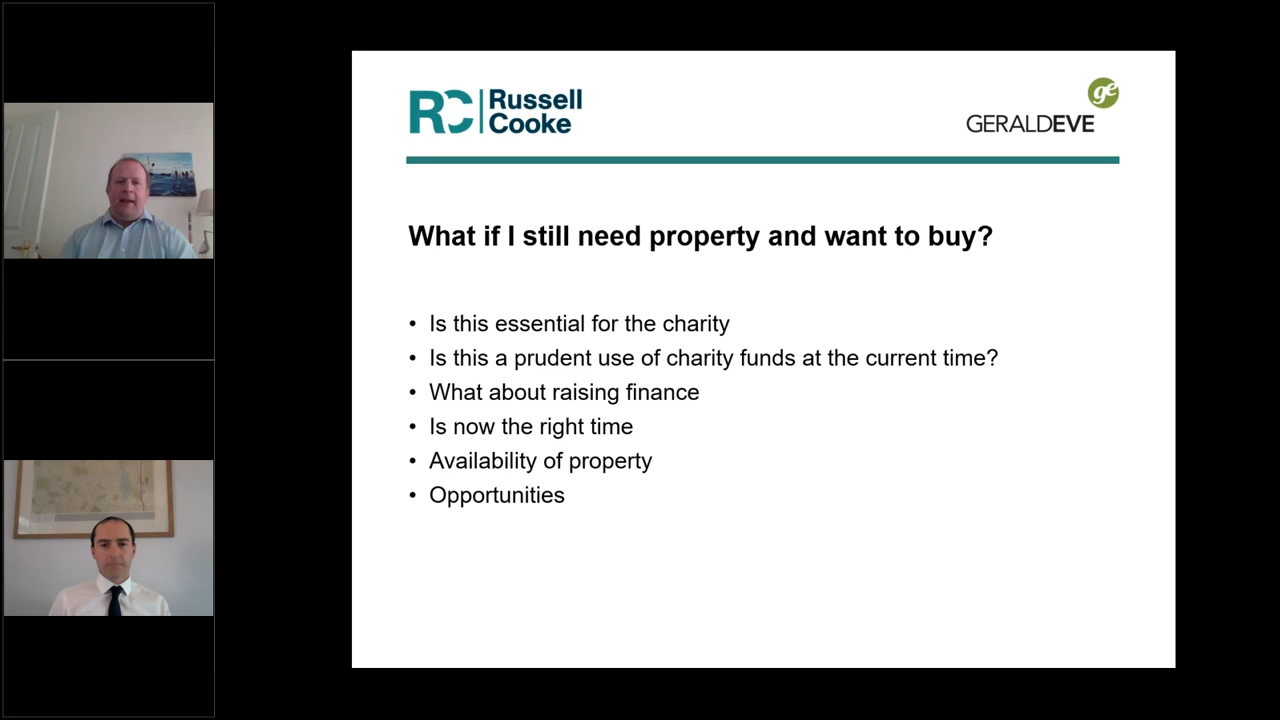 RC Russell
Cooke
ge
GERALDEVE
What if I still need property and want to buy?
• Is this essential for the charity
• Is this a prudent use of charity funds at the current time?
• What about raising finance
• Is now the right time
• Availability of property
• Opportunities